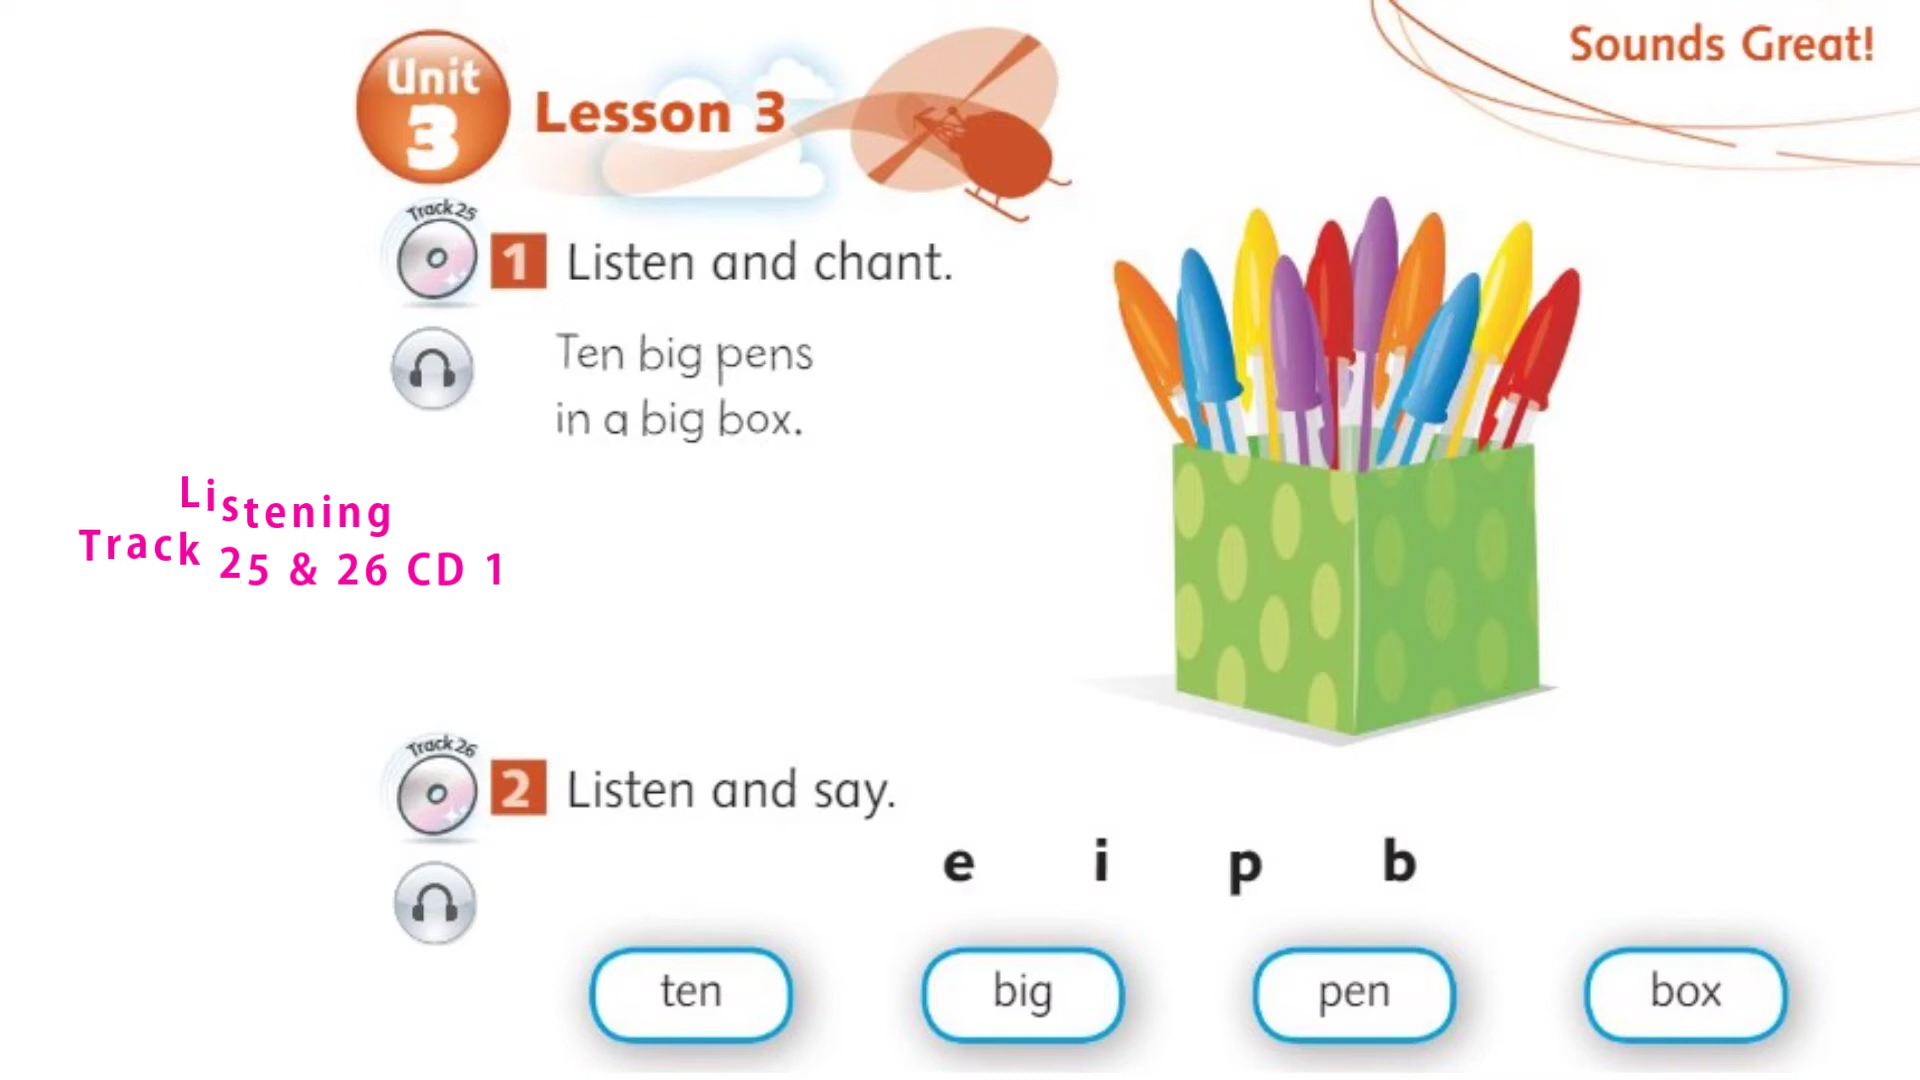 Sounds Great!
Unit
3
Lesson 3
Track 25
1 Listen and chant.
Ten big pens
in a big box.
Listening
Track 25 & 26 CD 1
Track 26
2 Listen and say.
e i p b
ten big pen box